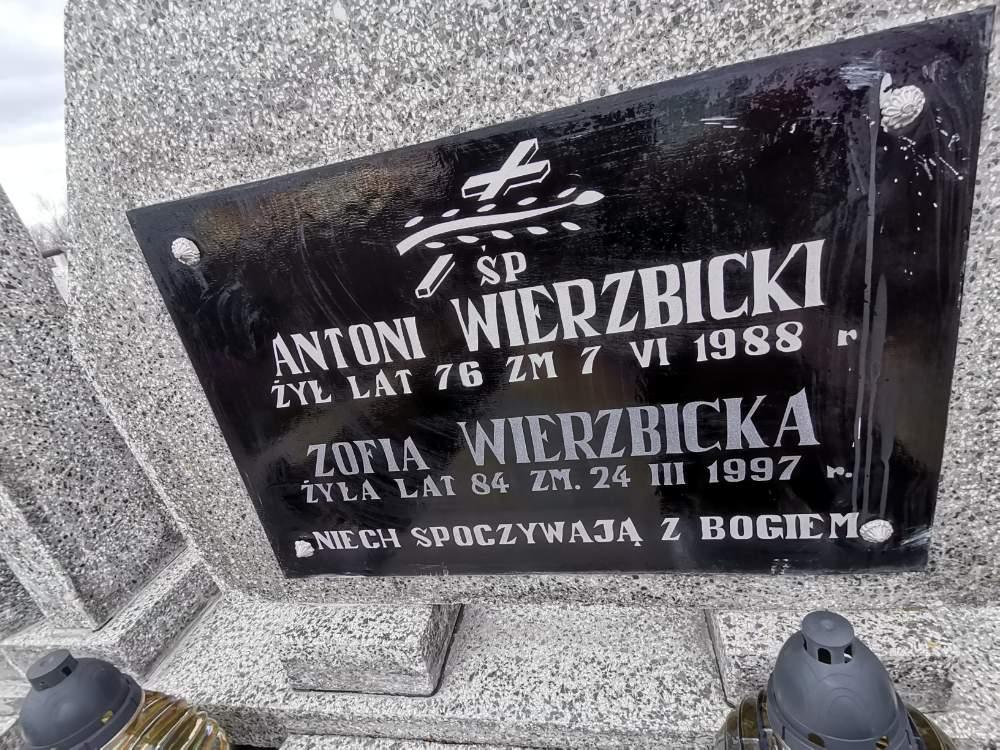 ŚP
ANTONI WIERZBICKI
ŻYŁ LAT 76 ZM 7 VI 1988 r
ZOFIA WIERZBICKA
ŻYŁA LAT 84 ZM. 24 III 1997 r.
NIECH SPOCZYWAJĄ Z BOGIEM